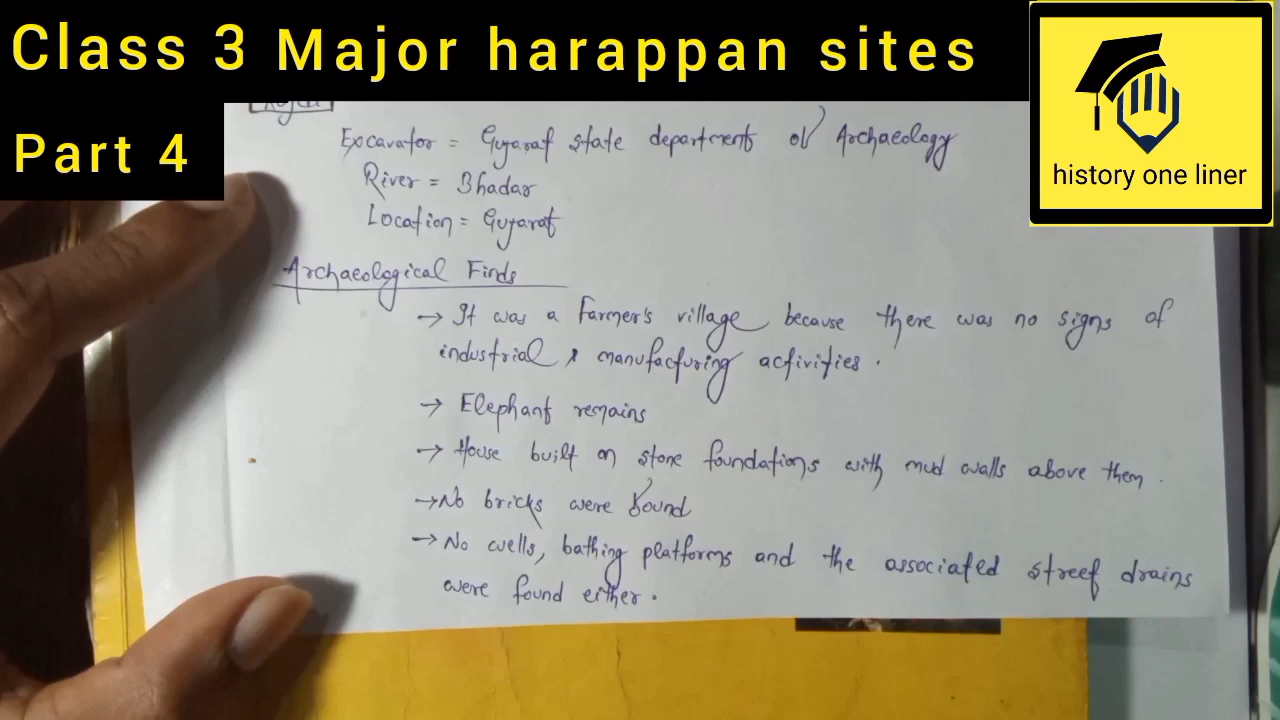 Class 3 Major harappan sites
Part 4
history one liner
Excavator = Gujarat state department of Archaeology
River = Bhadar
Location = Gujarat
Archaeological Finds
→ It was a Farmer's village because there was no signs of
industrial & manufacturing activities.
→ Elephant remains
→ House built on stone foundations with mud walls above them.
→ No bricks were found
→ No wells, bathing platforms and the associated street drains
were found either.